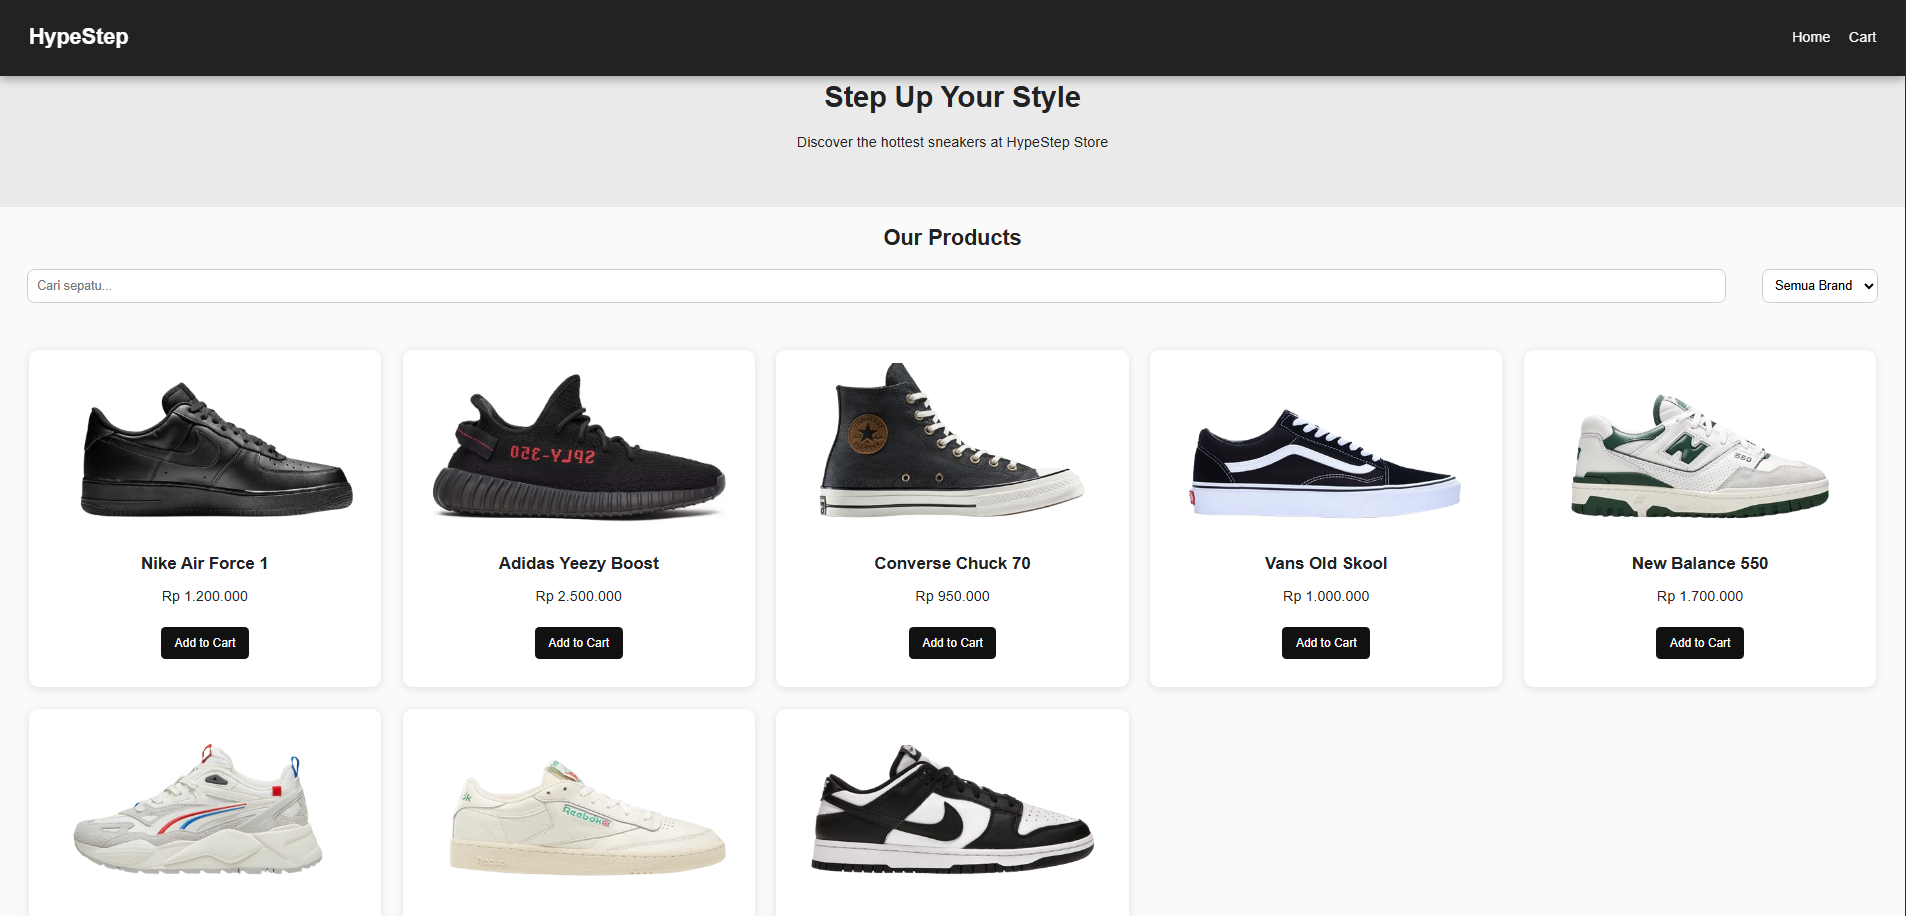 HypeStep
Home Cart
Step Up Your Style
Discover the hottest sneakers at HypeStep Store
Our Products
Cari sepatu...
Semua Brand
SPLY-350
550
Nike Air Force 1
Adidas Yeezy Boost
Converse Chuck 70
Vans Old Skool
New Balance 550
Rp 1.200.000
Rp 2.500.000
Rp 950.000
Rp 1.000.000
Rp 1.700.000
Add to Cart
Add to Cart
Add to Cart
Add to Cart
Add to Cart
Reebok
Reebok